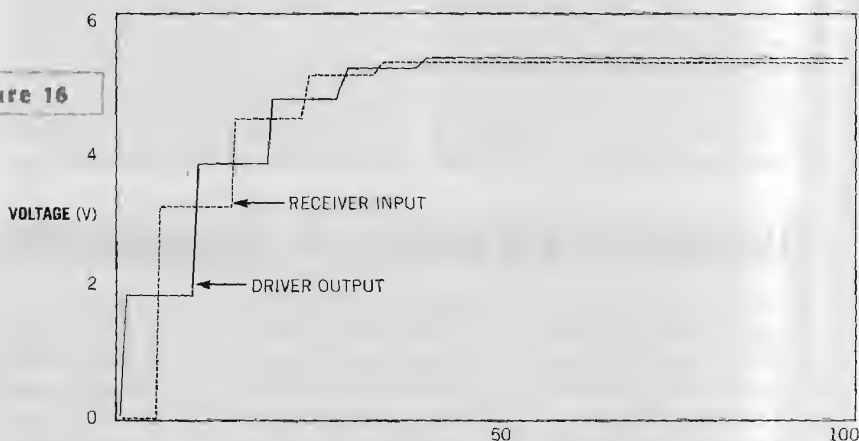 6
ure 16
4
VOLTAGE (V)
RECEIVER INPUT
2
DRIVER OUTPUT
0
50
100